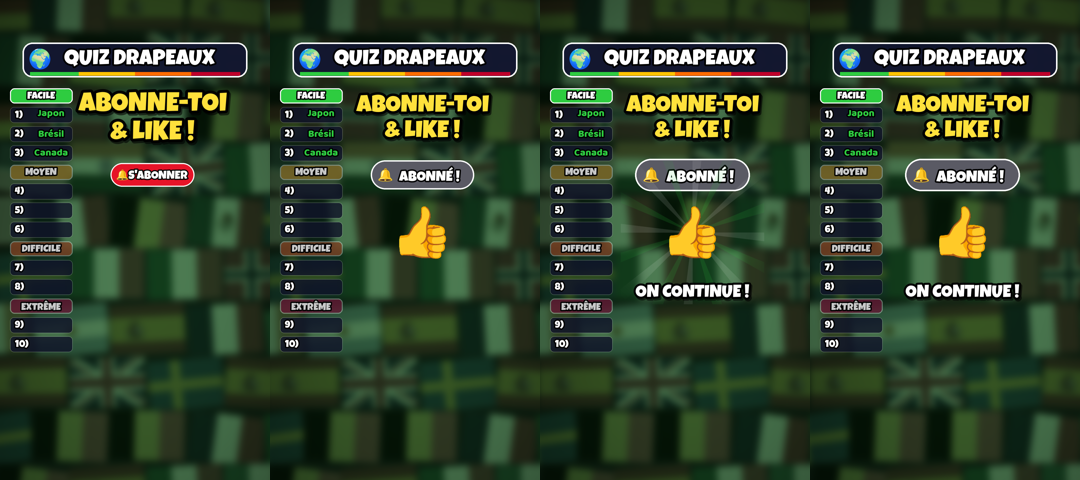 QUIZ DRAPEAUX
FACILE
1) Japon
2) Brésil
3) Canada
MOYEN
4)
5)
6)
DIFFICILE
7)
8)
EXTRÊME
9)
10)
ABONNE-TOI
& LIKE !
S'ABONNER
QUIZ DRAPEAUX
FACILE
1) Japon
2) Brésil
3) Canada
MOYEN
4)
5)
6)
DIFFICILE
7)
8)
EXTRÊME
9)
10)
ABONNE-TOI
& LIKE !
ABONNÉ !
QUIZ DRAPEAUX
FACILE
1) Japon
2) Brésil
3) Canada
MOYEN
4)
5)
6)
DIFFICILE
7)
8)
EXTRÊME
9)
10)
ABONNE-TOI
& LIKE !
ABONNÉ !
ON CONTINUE !
QUIZ DRAPEAUX
FACILE
1) Japon
2) Brésil
3) Canada
MOYEN
4)
5)
6)
DIFFICILE
7)
8)
EXTRÊME
9)
10)
ABONNE-TOI
& LIKE !
ABONNÉ !
ON CONTINUE !